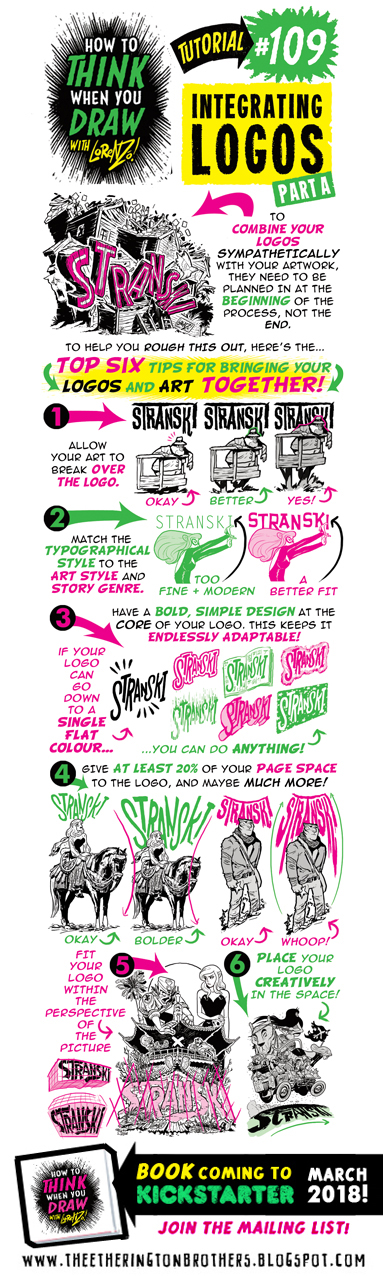 HOW TO
THINK
WHEN YOU
DRAW
WITH LORENZO!
TUTORIAL
#109
INTEGRATING
LOGOS
PART A
STRANSKI
TO
COMBINE YOUR
LOGOS
SYMPATHETICALLY
WITH YOUR ARTWORK,
THEY NEED TO BE
PLANNED IN AT THE
BEGINNING OF THE
PROCESS, NOT THE
END.
TO HELP YOU ROUGH THIS OUT, HERE'S THE...
TOP SIX TIPS FOR BRINGING YOUR
LOGOS AND ART TOGETHER!
1
ALLOW
YOUR ART TO
BREAK OVER
THE LOGO.
STRANSKI STRANSKI STRANSKI
OKAY BETTER YES!
2
MATCH THE
TYPOGRAPHICAL
STYLE TO THE
ART STYLE AND
STORY GENRE.
STRANSKI STRANSKI
TOO
FINE + MODERN
A
BETTER FIT
3
HAVE A BOLD, SIMPLE DESIGN AT THE
CORE OF YOUR LOGO. THIS KEEPS IT
ENDLESSLY ADAPTABLE!
IF YOUR
LOGO
CAN
GO
DOWN
TO A
SINGLE
FLAT
COLOUR...
STRANSKI
STRANSKI STRANSKI STRANSKI
STRANSKI STRANSKI STRANSKI
...YOU CAN DO ANYTHING!
4
GIVE AT LEAST 20% OF YOUR PAGE SPACE
TO THE LOGO, AND MAYBE MUCH MORE!
STRANSKI STRANSKI STRANSKI STRANSKI
OKAY BOLDER OKAY WHOOP!
5
FIT
YOUR
LOGO
WITHIN
THE
PERSPECTIVE
OF
THE
PICTURE
STRANSKI
STRANSKI
STRANSKI
6
PLACE YOUR
LOGO
CREATIVELY
IN THE SPACE!
STRANSKI
HOW TO
THINK
WHEN YOU
DRAW
WITH LORENZO!
BOOK COMING TO
KICKSTARTER
MARCH
2018!
JOIN THE MAILING LIST!
WWW.THEETHERINGTONBROTHERS.BLOGSPOT.COM